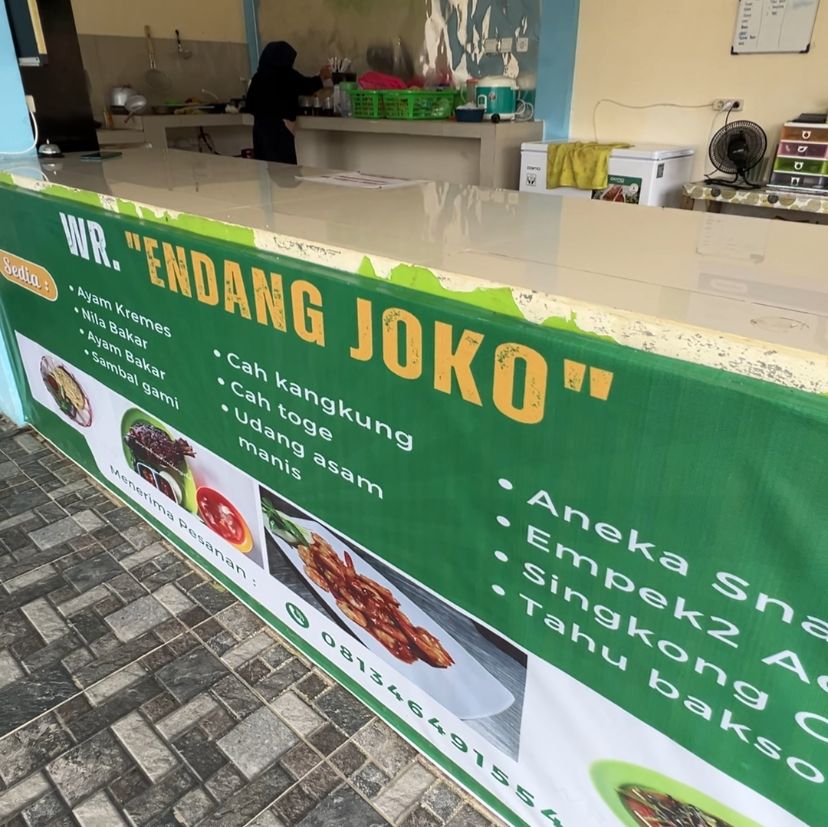 WR. "ENDANG JOKO"
Sedia :
• Ayam Kremes
• Nila Bakar
• Ayam Bakar
• Sambal gami
• Cah kangkung
• Cah toge
• Udang asam
manis
• Aneka Sna
• Empek2 A
• Singkong
• Tahu bakso
Menerima Pesanan :
081346491554